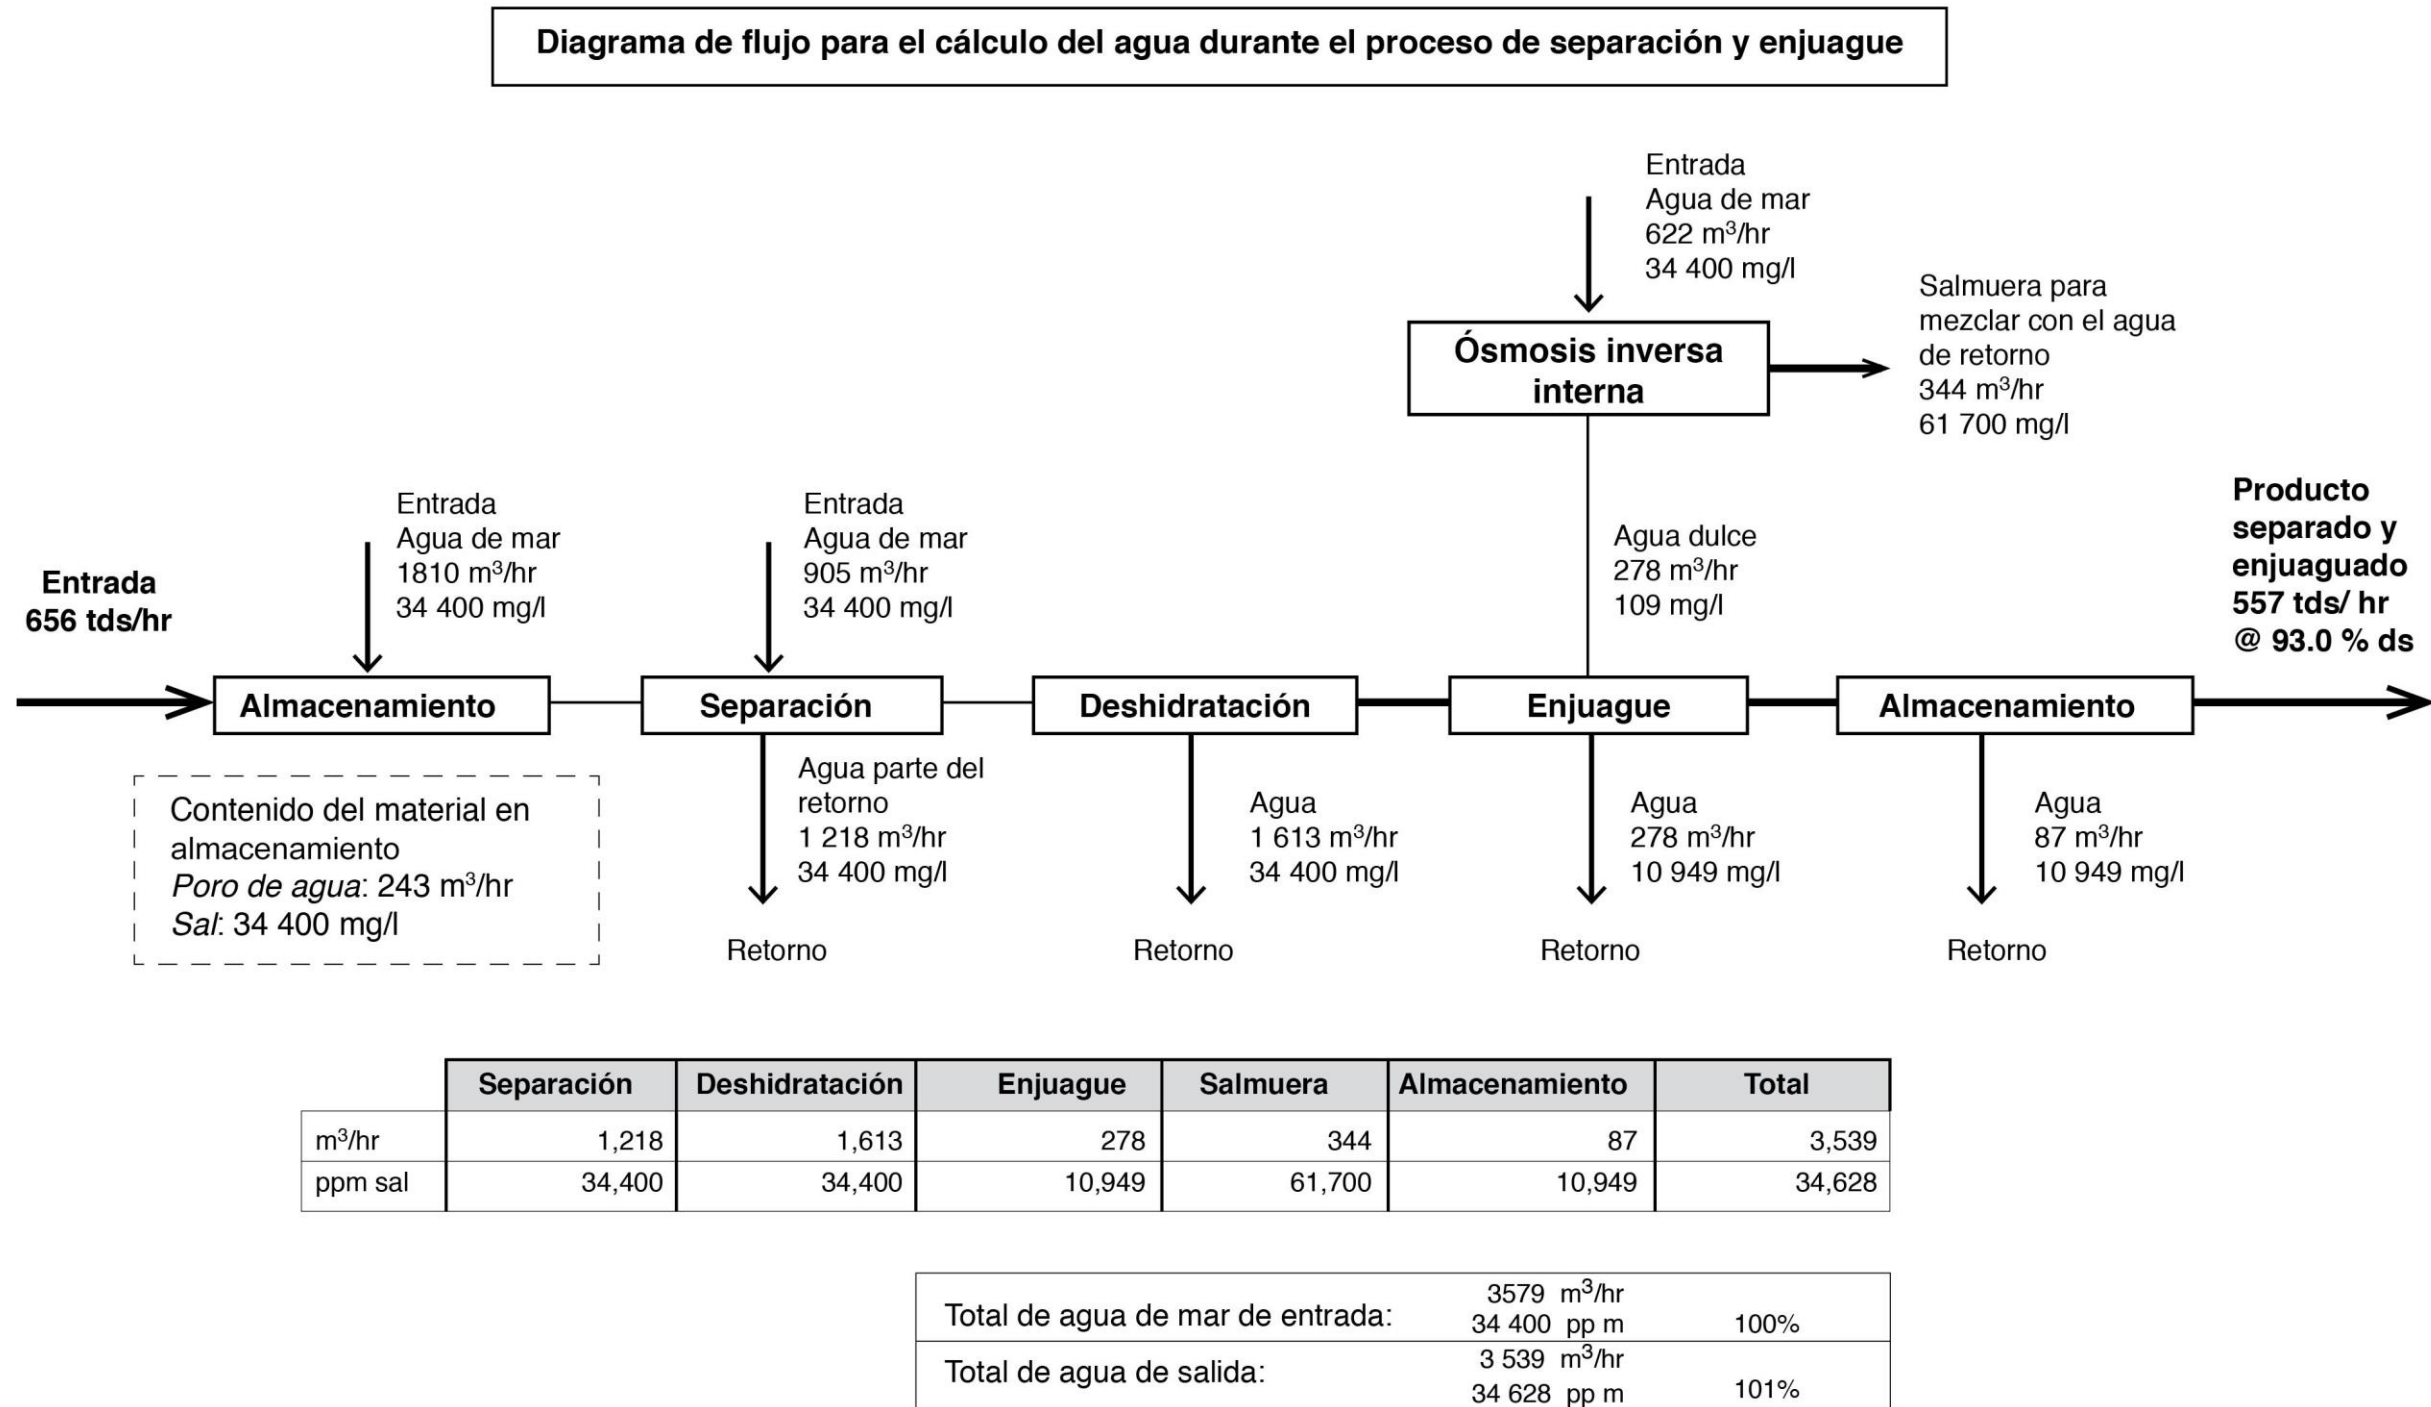 Diagrama de flujo para el cálculo del agua durante el proceso de separación y enjuague
Entrada
Agua de mar
622 m³/hr
34 400 mg/l
Ósmosis inversa
interna
Salmuera para
mezclar con el agua
de retorno
344 m³/hr
61 700 mg/l
Entrada
656 tds/hr
Entrada
Agua de mar
1810 m³/hr
34 400 mg/l
Entrada
Agua de mar
905 m³/hr
34 400 mg/l
Agua dulce
278 m³/hr
109 mg/l
Producto
separado y
enjuaguado
557 tds/ hr
@ 93.0 % ds
Almacenamiento
Separación
Deshidratación
Enjuague
Almacenamiento
Contenido del material en
almacenamiento
Poro de agua: 243 m³/hr
Sal: 34 400 mg/l
Agua parte del
retorno
1 218 m³/hr
34 400 mg/l
Retorno
Agua
1 613 m³/hr
34 400 mg/l
Retorno
Agua
278 m³/hr
10 949 mg/l
Retorno
Agua
87 m³/hr
10 949 mg/l
Retorno
Separación Deshidratación Enjuague Salmuera Almacenamiento Total
m³/hr 1,218 1,613 278 344 87 3,539
ppm sal 34,400 34,400 10,949 61,700 10,949 34,628
Total de agua de mar de entrada: 3579 m³/hr
34 400 pp m 100%
Total de agua de salida: 3 539 m³/hr
34 628 pp m 101%